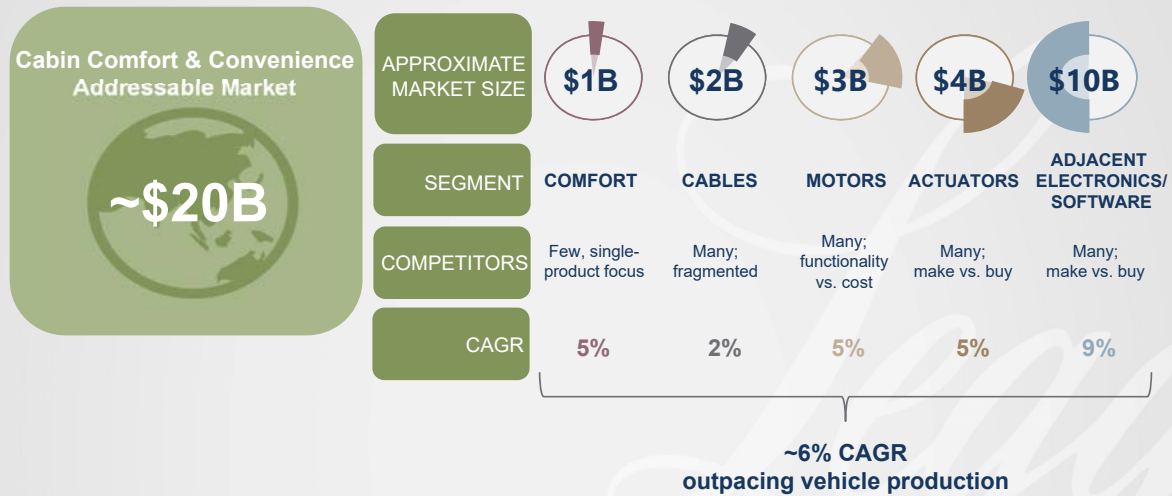 Cabin Comfort & Convenience
Addressable Market
~$20B
APPROXIMATE
MARKET SIZE
$1B
$2B
$3B
$4B
$10B
SEGMENT
COMFORT
CABLES
MOTORS
ACTUATORS
ADJACENT
ELECTRONICS/
SOFTWARE
COMPETITORS
Few, single-
product focus
Many;
fragmented
Many;
functionality
vs. cost
Many;
make vs. buy
Many;
make vs. buy
CAGR
5%
2%
5%
5%
9%
~6% CAGR
outpacing vehicle production